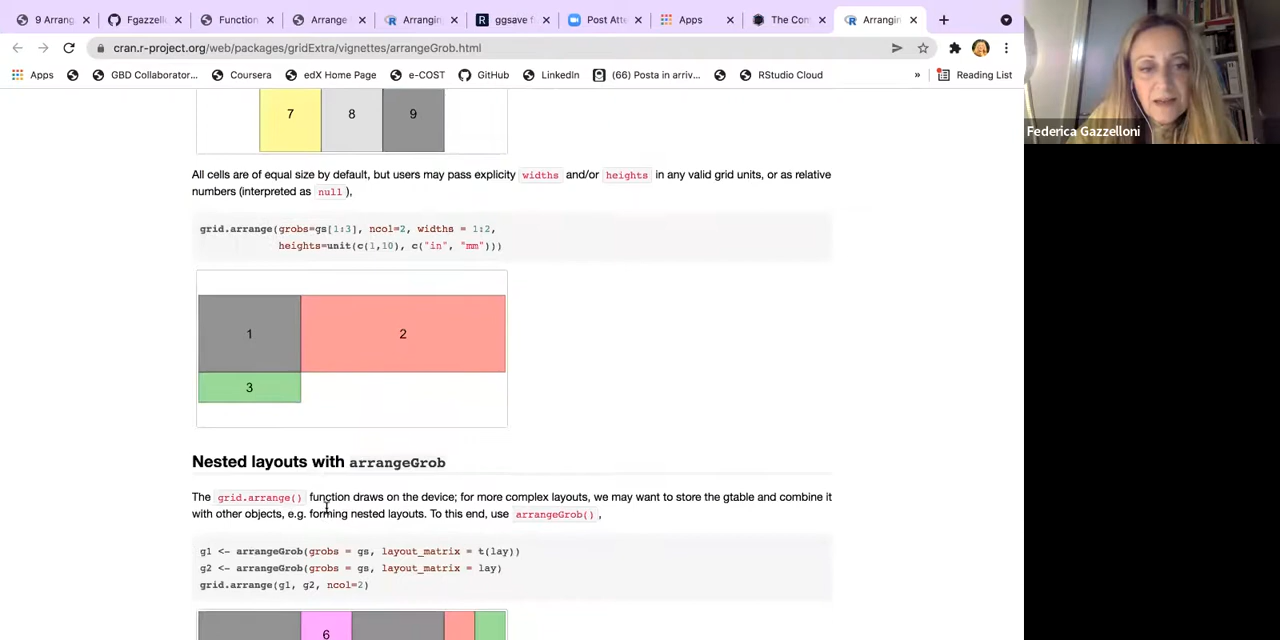 9 Arrang
Fgazzello
Function
Arrange
Arranging
ggsave f
Post Atte
Apps
The Com
Arrangin
cran.r-project.org/web/packages/gridExtra/vignettes/arrangeGrob.html
Apps
GBD Collaborator...
Coursera
edX Home Page
e-COST
GitHub
LinkedIn
(66) Posta in arriv...
RStudio Cloud
»
Reading List
Federica Gazzelloni
7 8 9
All cells are of equal size by default, but users may pass explicity widths and/or heights in any valid grid units, or as relative
numbers (interpreted as null),
grid.arrange(grobs=gs[1:3], ncol=2, widths = 1:2,
heights=unit(c(1,10), c("in", "mm")))
1 2
3
Nested layouts with arrangeGrob
The grid.arrange() function draws on the device; for more complex layouts, we may want to store the gtable and combine it
with other objects, e.g. forming nested layouts. To this end, use arrangeGrob(),
g1 <- arrangeGrob(grobs = gs, layout_matrix = t(lay))
g2 <- arrangeGrob(grobs = gs, layout_matrix = lay)
grid.arrange(g1, g2, ncol=2)
6